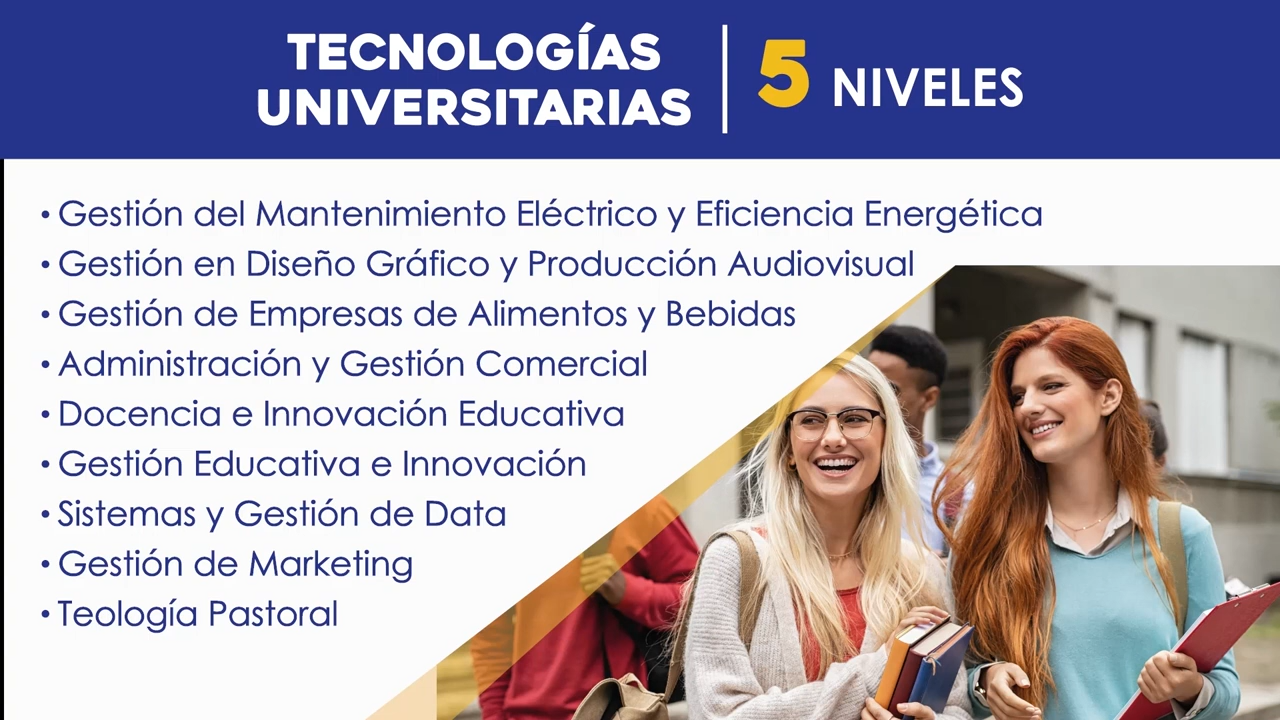 TECNOLOGÍAS
UNIVERSITARIAS
5 NIVELES
• Gestión del Mantenimiento Eléctrico y Eficiencia Energética
• Gestión en Diseño Gráfico y Producción Audiovisual
• Gestión de Empresas de Alimentos y Bebidas
• Administración y Gestión Comercial
• Docencia e Innovación Educativa
• Gestión Educativa e Innovación
• Sistemas y Gestión de Data
• Gestión de Marketing
• Teología Pastoral